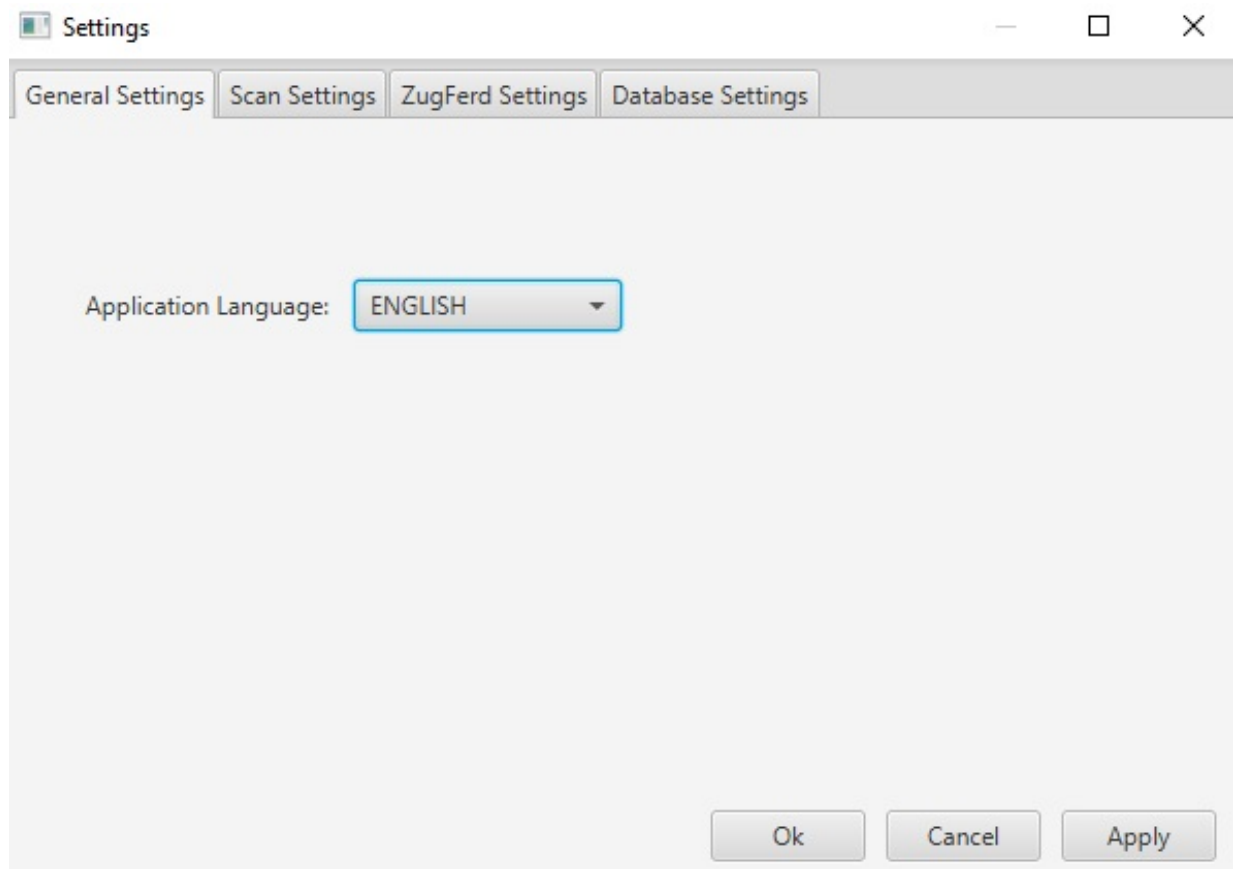 Settings
General Settings Scan Settings ZugFerd Settings Database Settings
Application Language: ENGLISH
Ok Cancel Apply